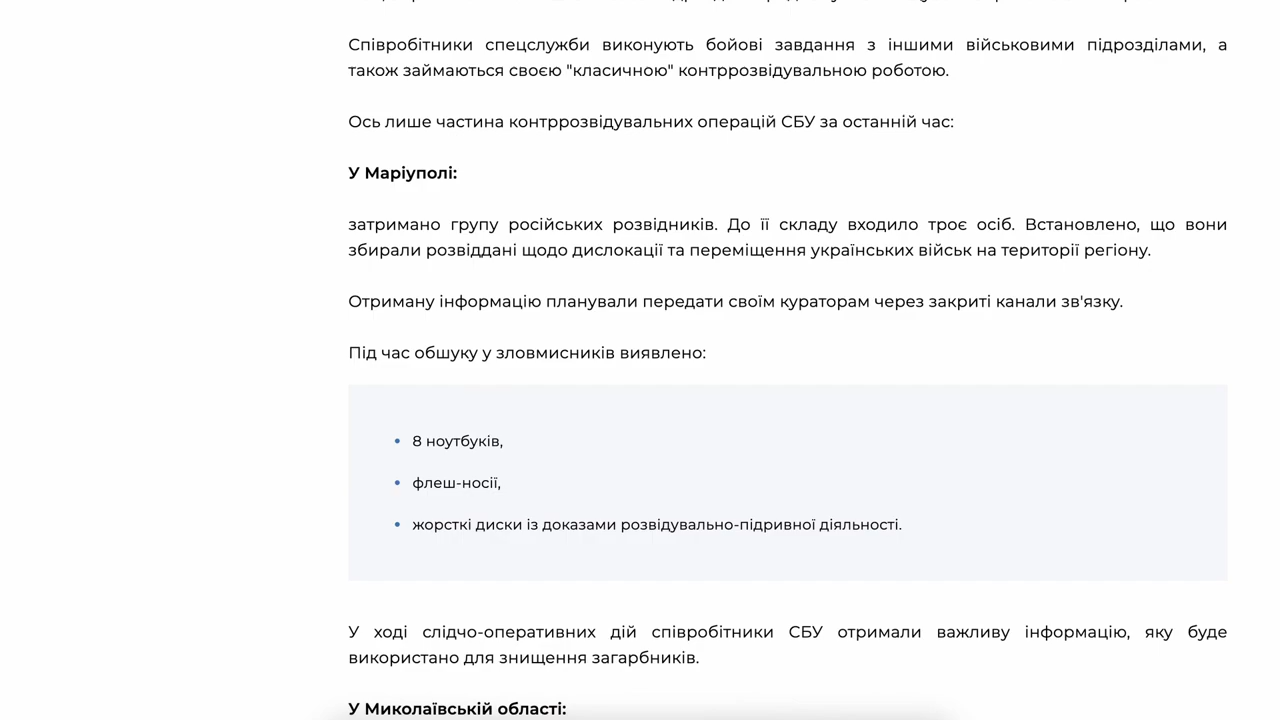 Співробітники спецслужби виконують бойові завдання з іншими військовими підрозділами, а
також займаються своєю "класичною" контррозвідувальною роботою.
Ось лише частина контррозвідувальних операцій СБУ за останній час:
У Маріуполі:
затримано групу російських розвідників. До її складу входило троє осіб. Встановлено, що вони
збирали розвіддані щодо дислокації та переміщення українських військ на території регіону.
Отриману інформацію планували передати своїм кураторам через закриті канали зв'язку.
Під час обшуку у зловмисників виявлено:
• 8 ноутбуків,
• флеш-носії,
• жорсткі диски із доказами розвідувально-підривної діяльності.
У ході слідчо-оперативних дій співробітники СБУ отримали важливу інформацію, яку буде
використано для знищення загарбників.
У Миколаївській області: